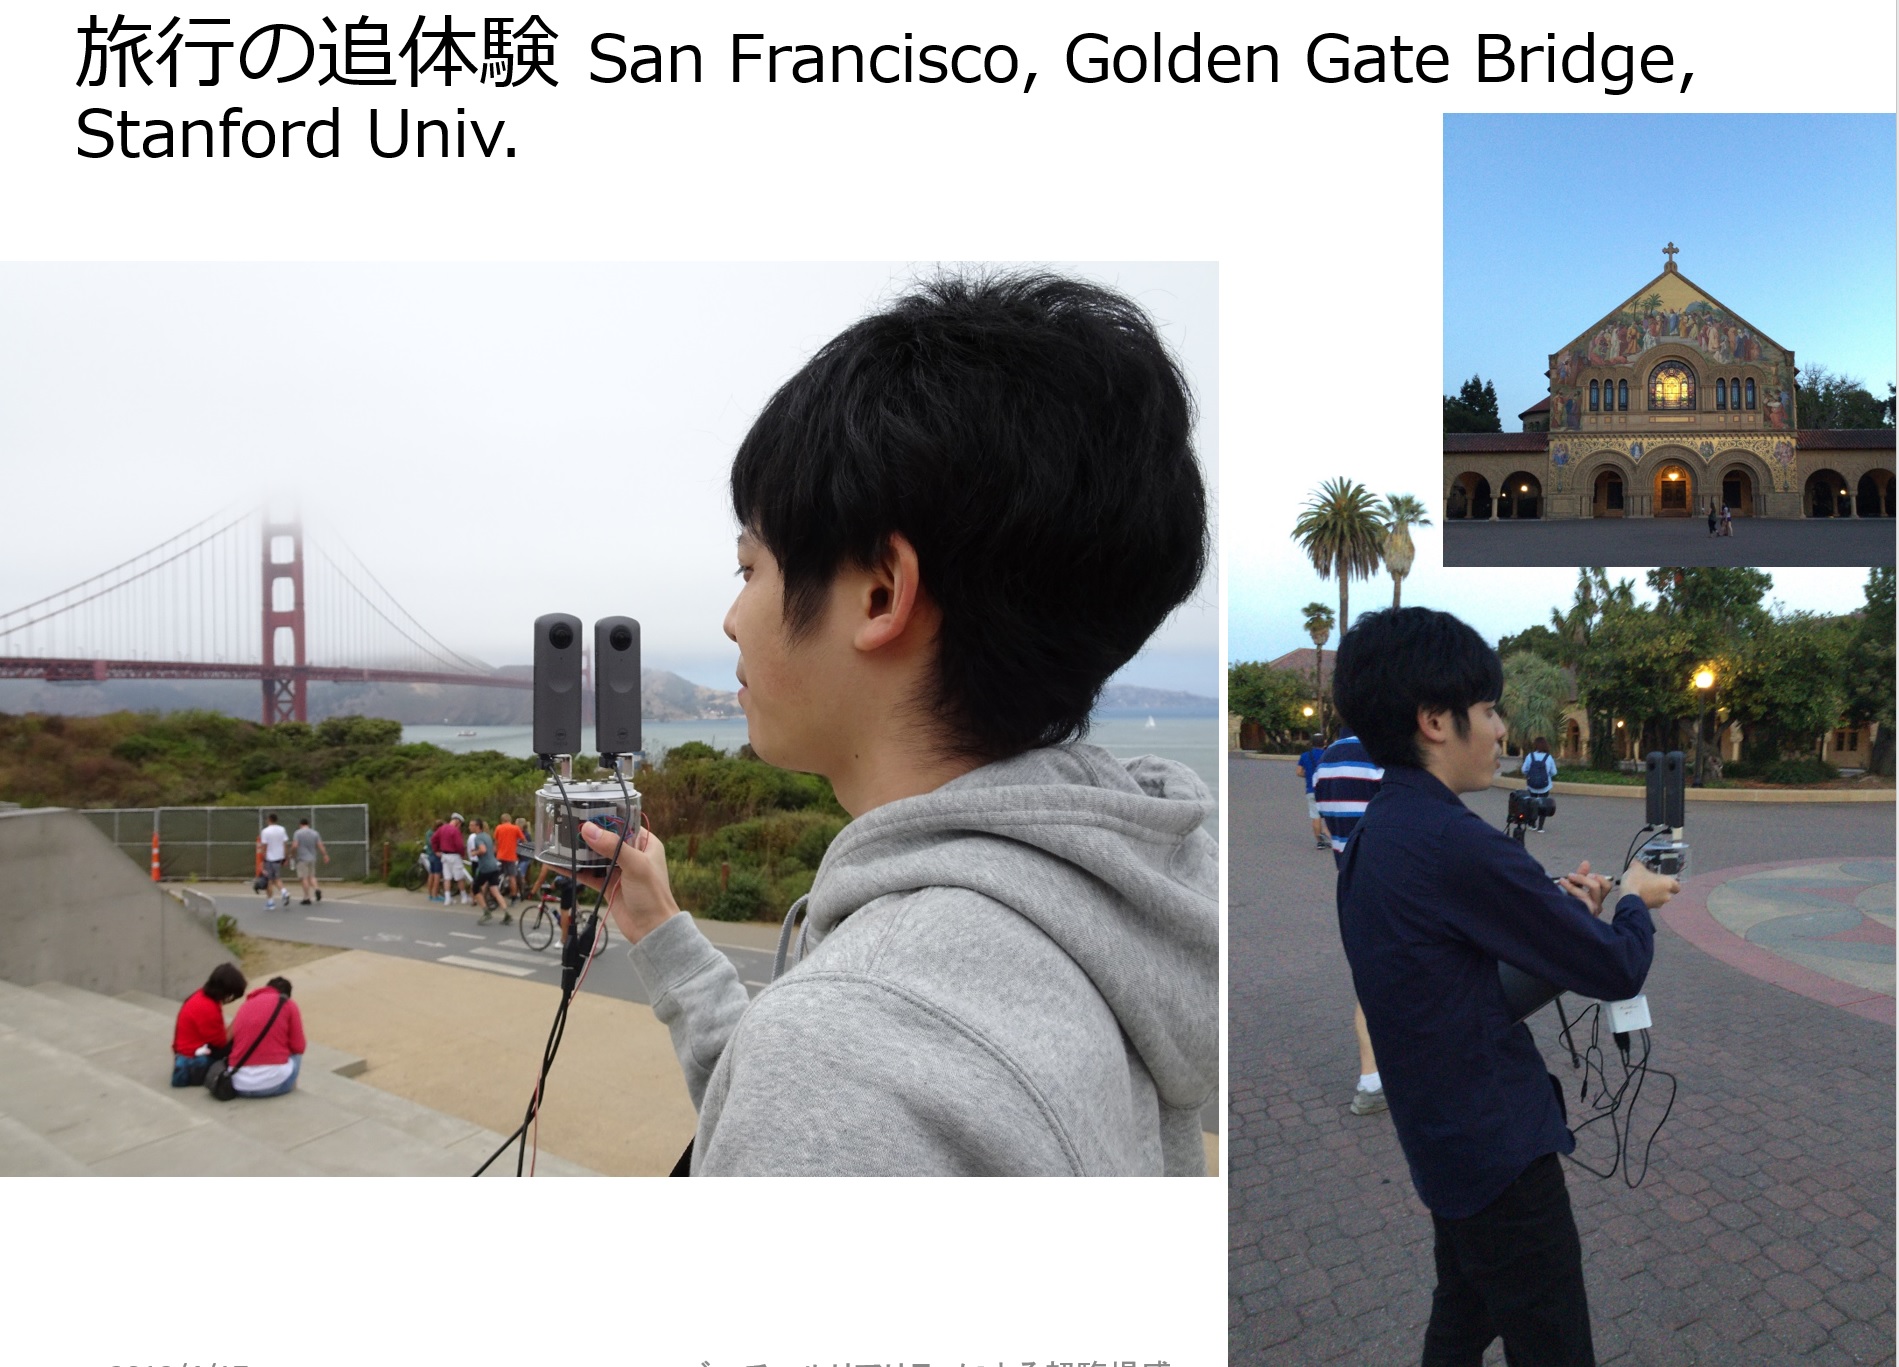 旅行の追体験 San Francisco, Golden Gate Bridge,
Stanford Univ.